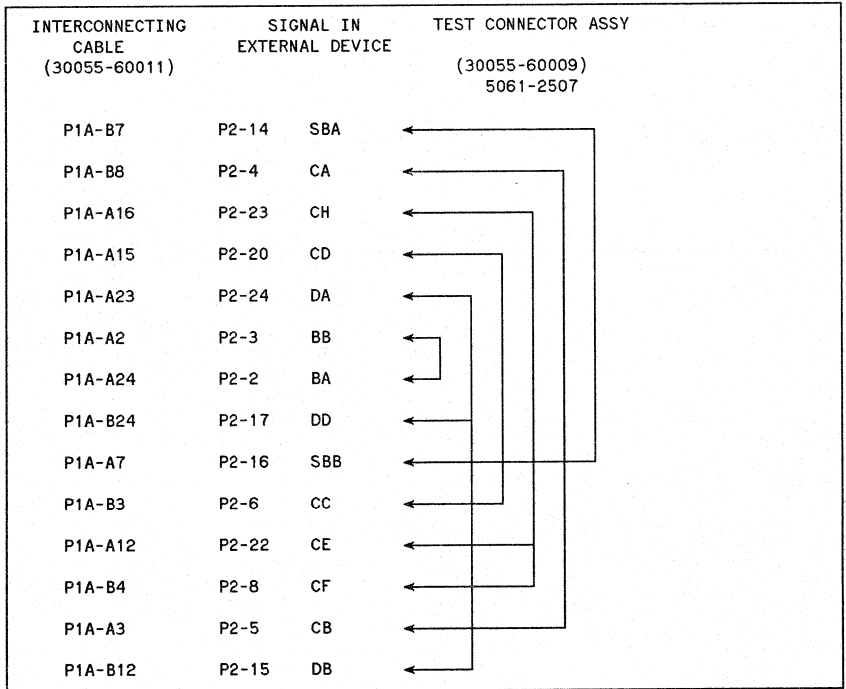 INTERCONNECTING SIGNAL IN TEST CONNECTOR ASSY
CABLE EXTERNAL DEVICE
(30055-60011) (30055-60009)
5061-2507
P1A-B7 P2-14 SBA
P1A-B8 P2-4 CA
P1A-A16 P2-23 CH
P1A-A15 P2-20 CD
P1A-A23 P2-24 DA
P1A-A2 P2-3 BB
P1A-A24 P2-2 BA
P1A-B24 P2-17 DD
P1A-A7 P2-16 SBB
P1A-B3 P2-6 CC
P1A-A12 P2-22 CE
P1A-B4 P2-8 CF
P1A-A3 P2-5 CB
P1A-B12 P2-15 DB